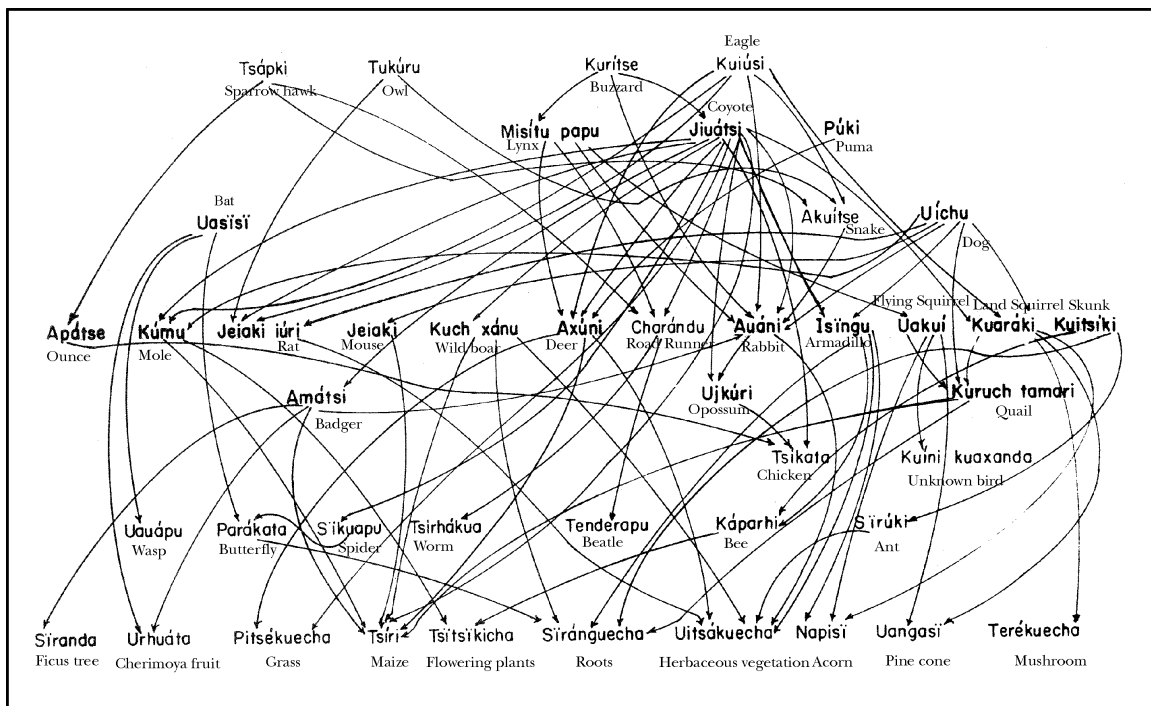 Eagle
Tsápki
Tukúru
Kurítse
Kuiúsi
Sparrow hawk
Owl
Buzzard
Coyote
Misítu papu
Jiuátsi
Púki
Lynx
Puma
Bat
Uasïsï
Akuítse
Uíchu
Snake
Dog
Flying Squirrel
Land Squirrel
Skunk
Apátse
Kúmu
Jeiaki iúri
Jeiaki
Kuch xánu
Axúni
Charándu
Auáni
Isíngu
Uakuí
Kuaráki
Kuitsíki
Ounce
Mole
Rat
Mouse
Wild boar
Deer
Road Runner
Rabbit
Armadillo
Amátsi
Badger
Ujkúri
Opossum
Kuruch tamari
Quail
Tsikata
Chicken
Kuíni kuaxanda
Unknown bird
Uauápu
Parákata
Sïkuapu
Tsirhákua
Tenderapu
Káparhi
Sïrúki
Wasp
Butterfly
Spider
Worm
Beatle
Bee
Ant
Sïranda
Urhuáta
Pitsékuecha
Tsíri
Tsïtsïkicha
Sïránguecha
Uitsákuecha
Napisï
Uangasï
Terékuecha
Ficus tree
Cherimoya fruit
Grass
Maize
Flowering plants
Roots
Herbaceous vegetation
Acorn
Pine cone
Mushroom